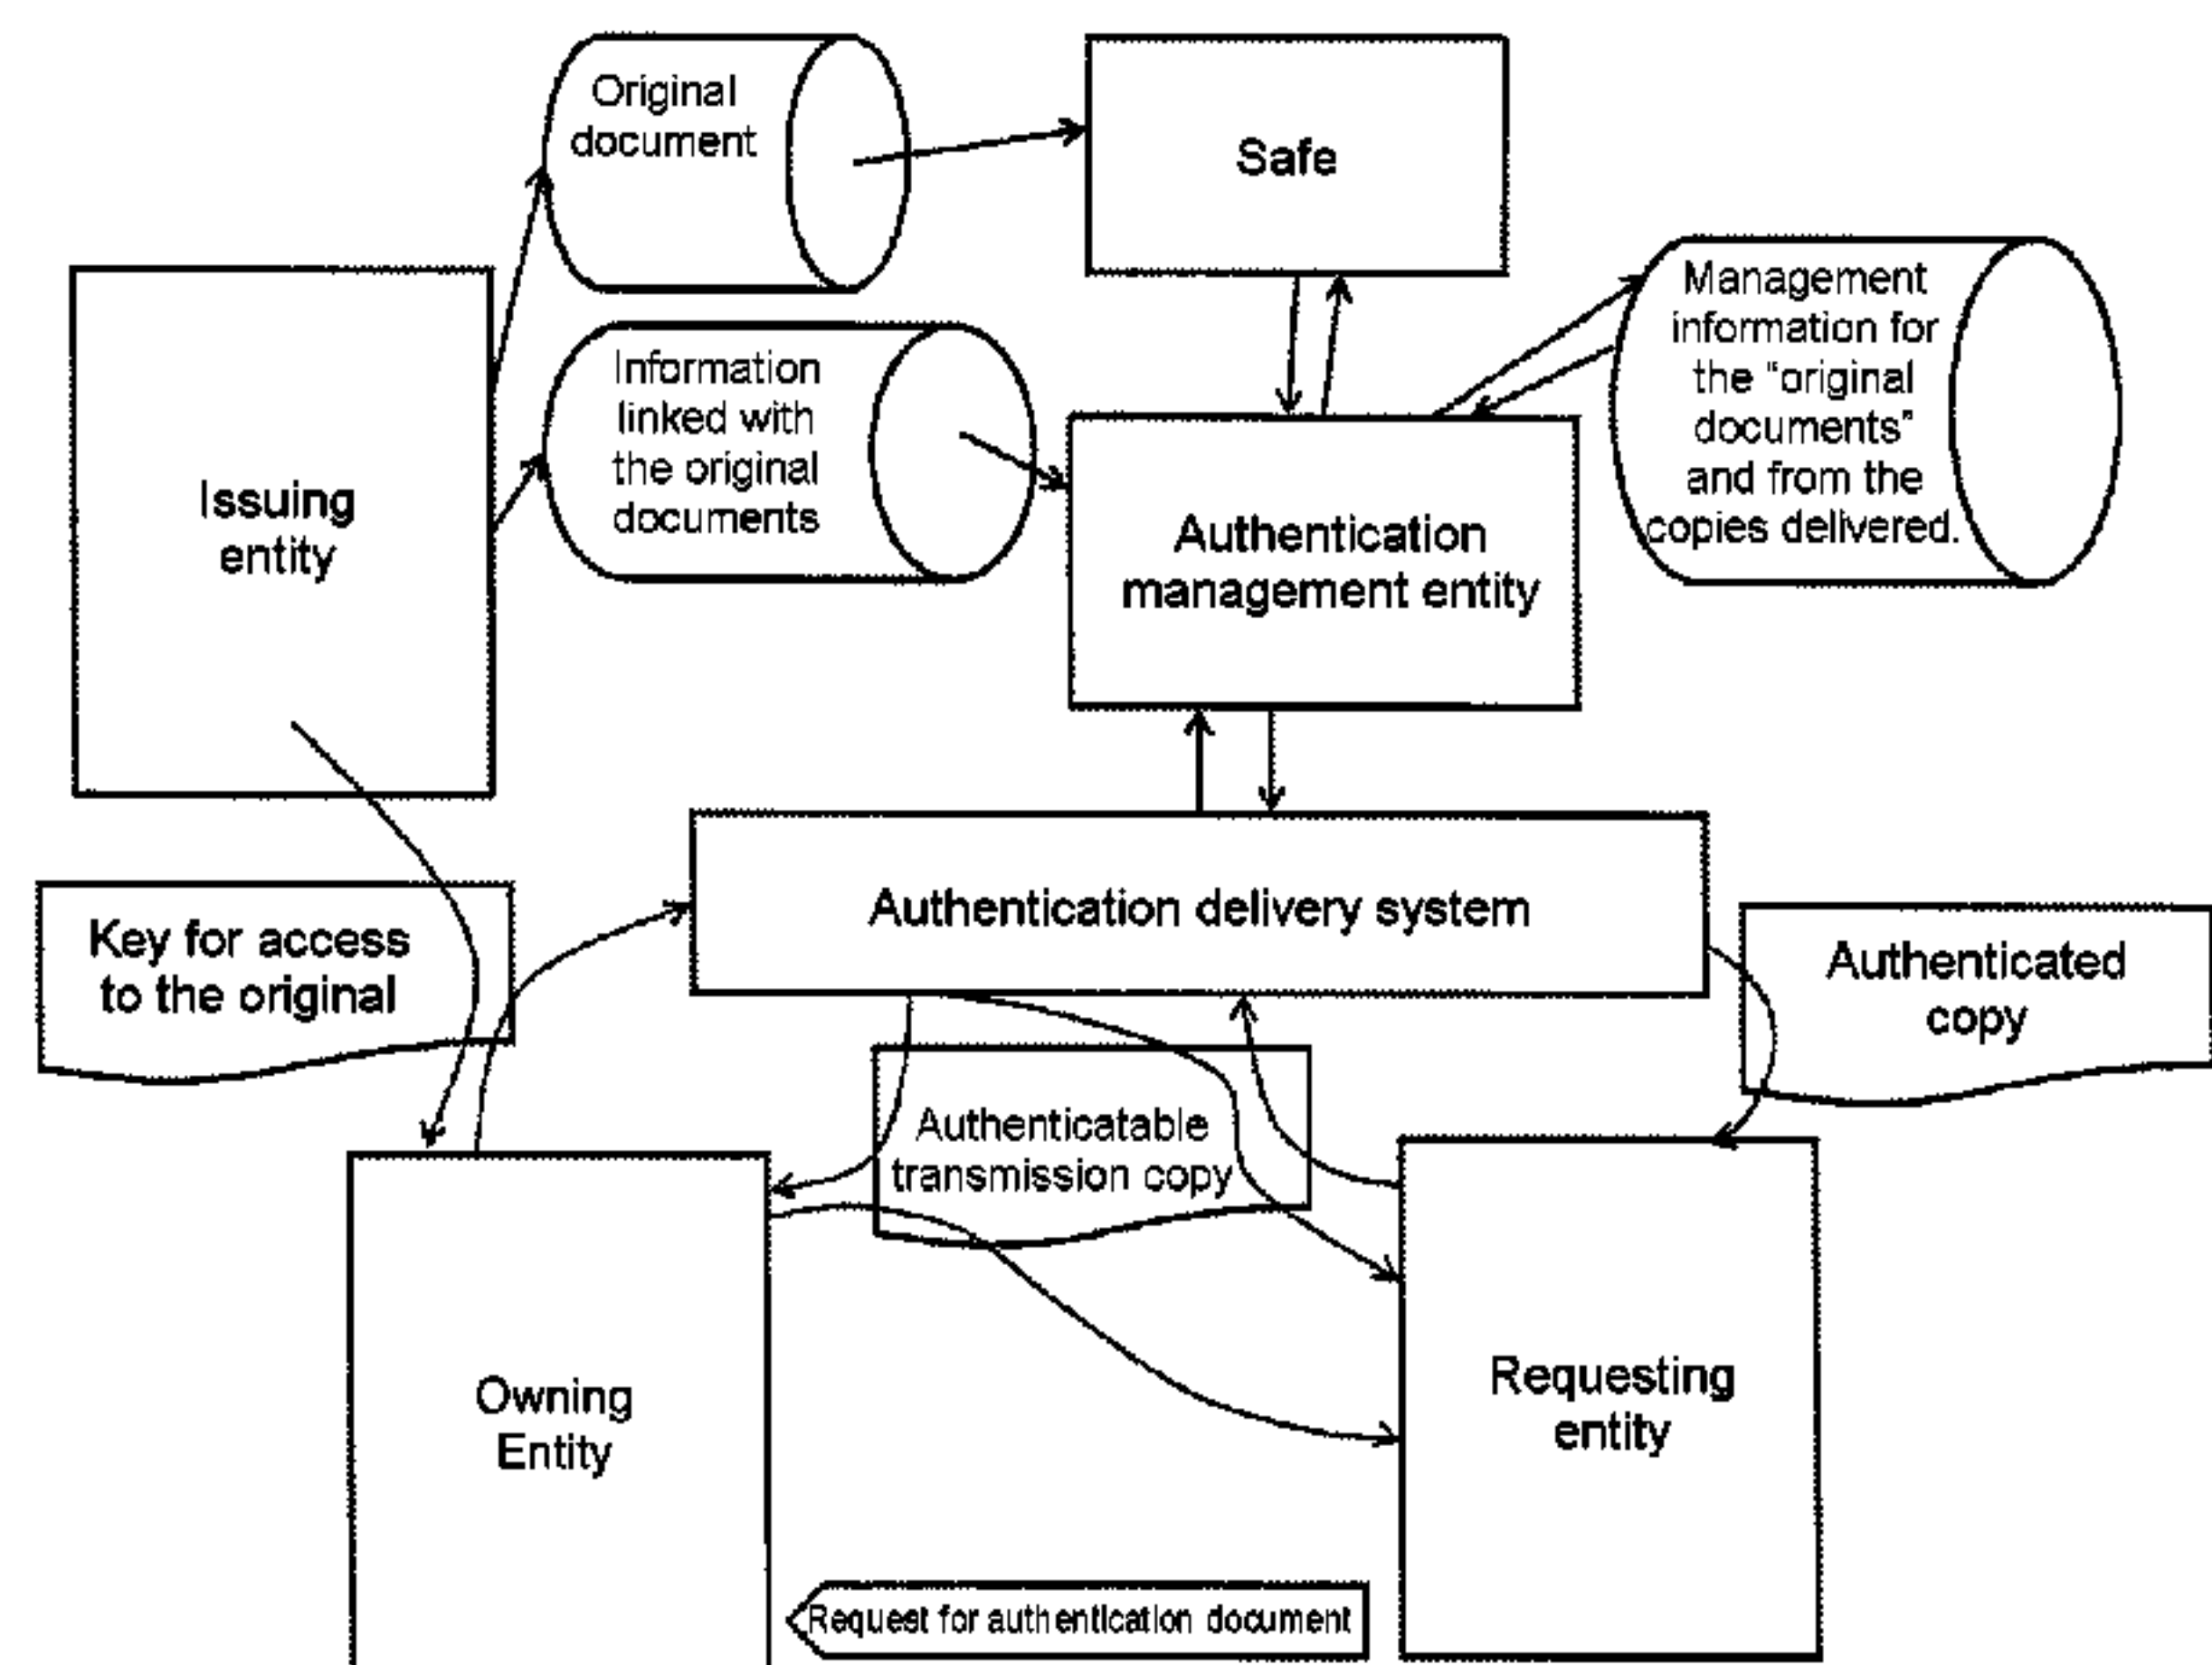 Original
document
Safe
Management
information for
the "original
documents"
and from the
copies delivered.
Information
linked with
the original
documents
Issuing
entity
Authentication
management entity
Authentication delivery system
Key for access
to the original
Authenticated
copy
Authenticatable
transmission copy
Owning
Entity
Requesting
entity
Request for authentication document